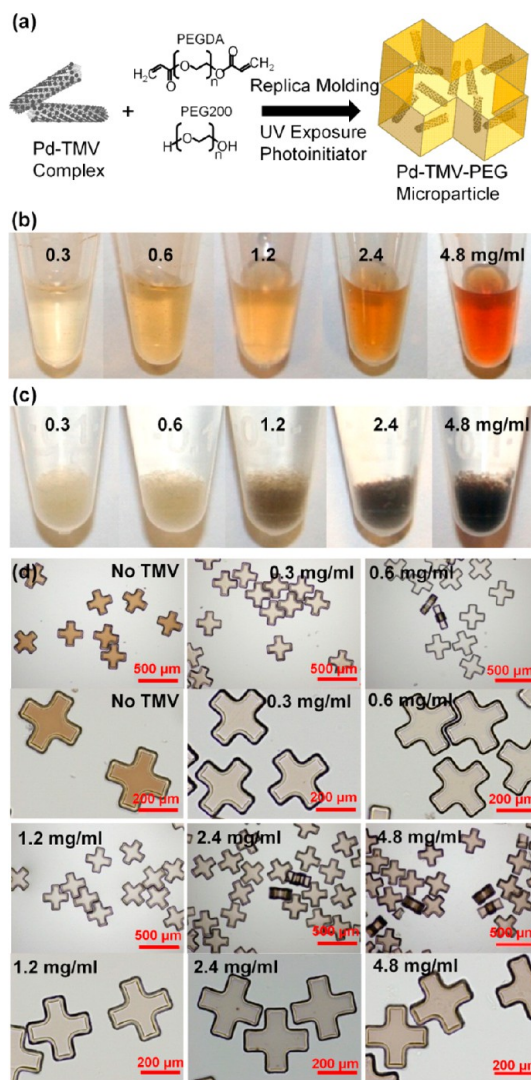 (a)
PEGDA
H₂C
O
O
n
O
O
CH₂
Replica Molding
+
PEG200
UV Exposure
H
O
n
OH
Photoinitiator
Pd-TMV
Complex
Pd-TMV-PEG
Microparticle
(b)
0.3 0.6 1.2 2.4 4.8 mg/ml
(c)
0.3 0.6 1.2 2.4 4.8 mg/ml
(d) No TMV 0.3 mg/ml 0.6 mg/ml
500 μm 500 μm 500 μm
No TMV 0.3 mg/ml 0.6 mg/ml
200 μm 200 μm 200 μm
1.2 mg/ml 2.4 mg/ml 4.8 mg/ml
500 μm 500 μm 500 μm
1.2 mg/ml 2.4 mg/ml 4.8 mg/ml
200 μm 200 μm 200 μm